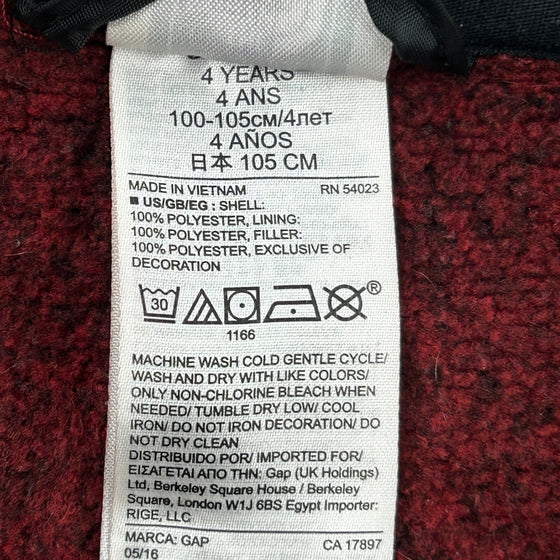 4 YEARS
4 ANS
100-105см/4лет
4 AÑOS
日本 105 CM
MADE IN VIETNAM RN 54023
■ US/GB/EG : SHELL:
100% POLYESTER, LINING:
100% POLYESTER, FILLER:
100% POLYESTER, EXCLUSIVE OF
DECORATION
30 ®
1166
MACHINE WASH COLD GENTLE CYCLE/
WASH AND DRY WITH LIKE COLORS/
ONLY NON-CHLORINE BLEACH WHEN
NEEDED/ TUMBLE DRY LOW/ COOL
IRON/ DO NOT IRON DECORATION/ DO
NOT DRY CLEAN
DISTRIBUIDO POR/ IMPORTED FOR/
ΕΙΣΑΓΕΤΑΙ ΑΠΟ ΤΗΝ: Gap (UK Holdings)
Ltd, Berkeley Square House / Berkeley
Square, London W1J 6BS Egypt Importer:
RIGE, LLC
MARCA: GAP CA 17897
05/16